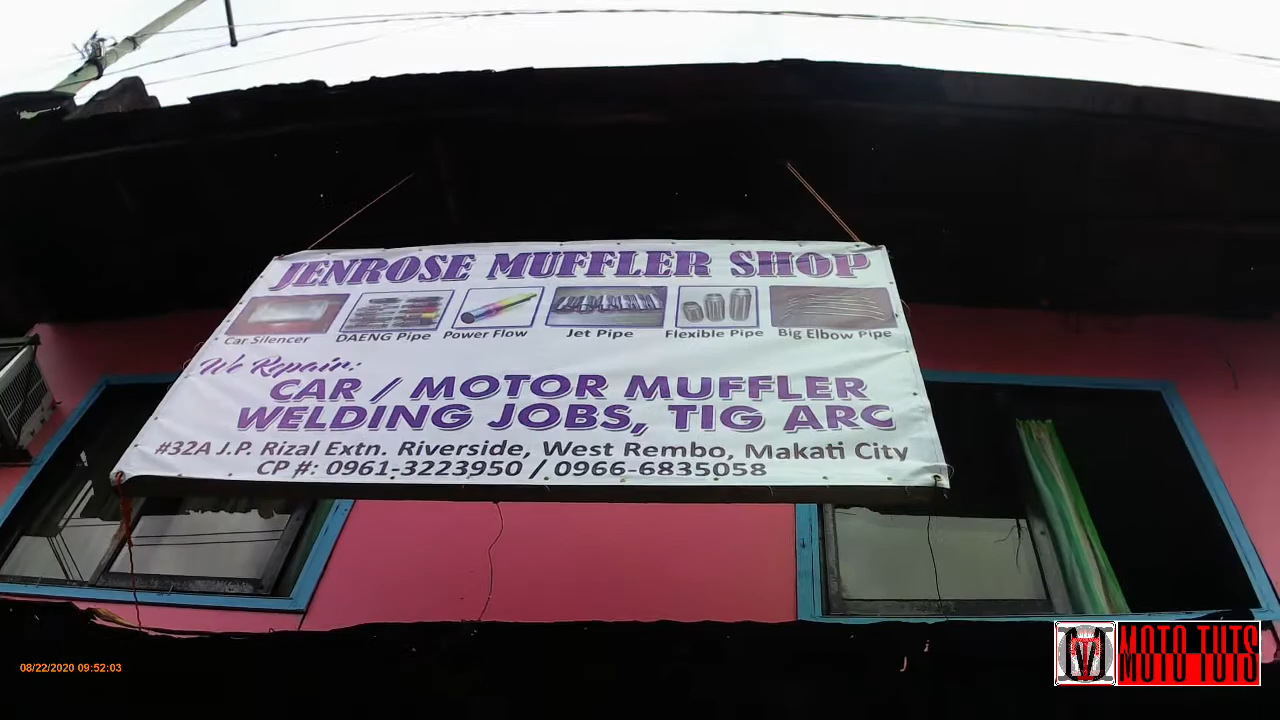 JENROSE MUFFLER SHOP
Car Silencer DAENG Pipe Power Flow Jet Pipe Flexible Pipe Big Elbow Pipe
We Repair:
CAR / MOTOR MUFFLER
WELDING JOBS, TIG ARC
#32A J.P. Rizal Extn. Riverside, West Rembo, Makati City
CP #: 0961-3223950 / 0966-6835058
08/22/2020 09:52:03
MOTO TUTS
MOTO TUTS